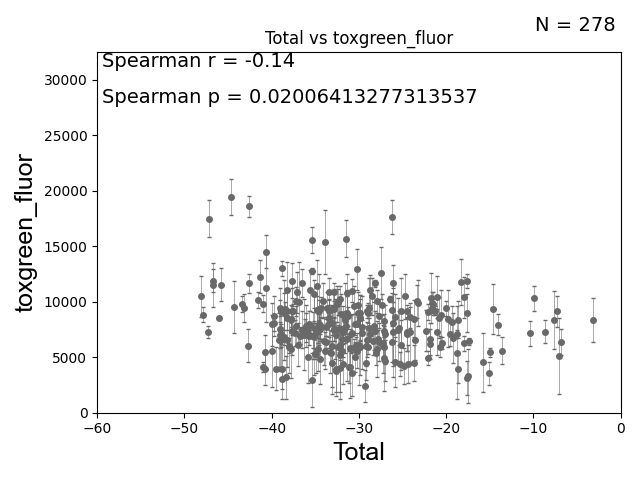 N = 278
Total vs toxgreen_fluor
Spearman r = -0.14
Spearman p = 0.02006413277313537
30000
25000
20000
15000
10000
5000
0
toxgreen_fluor
−60 −50 −40 −30 −20 −10 0
Total